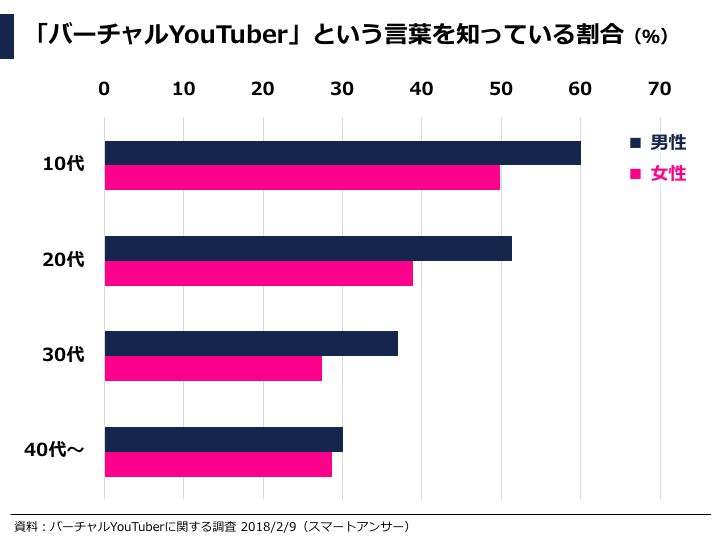 「バーチャルYouTuber」という言葉を知っている割合（%）
0 10 20 30 40 50 60 70
■ 男性
■ 女性
10代
20代
30代
40代～
資料：バーチャルYouTuberに関する調査 2018/2/9（スマートアンサー）